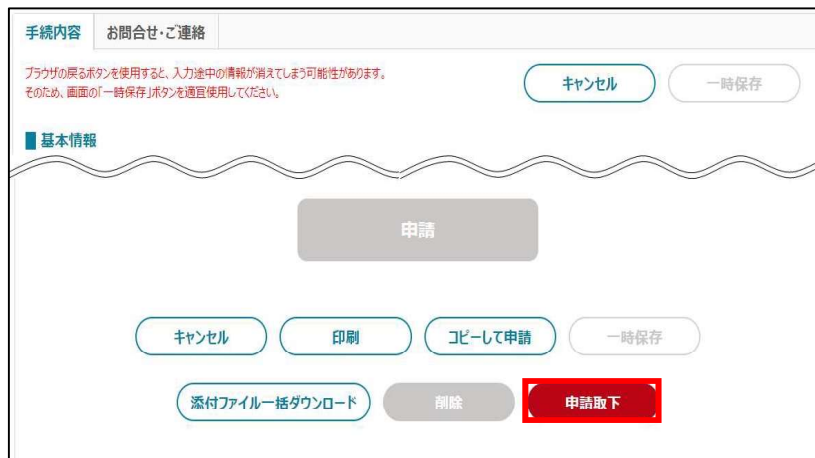 手続内容 お問合せ・ご連絡
ブラウザの戻るボタンを使用すると、入力途中の情報が消えてしまう可能性があります。
そのため、画面の「一時保存」ボタンを適宜使用してください。
キャンセル 一時保存
基本情報
申請
キャンセル 印刷 コピーして申請 一時保存
添付ファイル一括ダウンロード 削除 申請取下